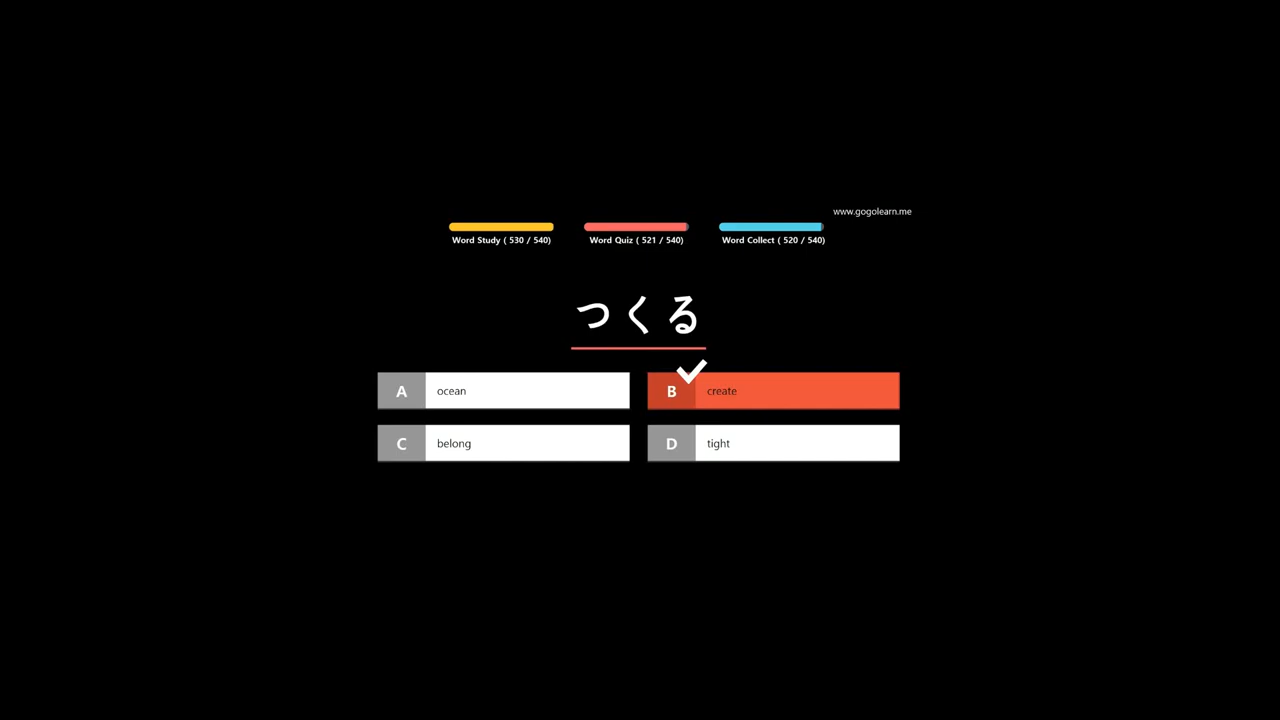 www.gogolearn.me
Word Study ( 530 / 540)
Word Quiz ( 521 / 540)
Word Collect ( 520 / 540)
つくる
A ocean
B create
C belong
D tight